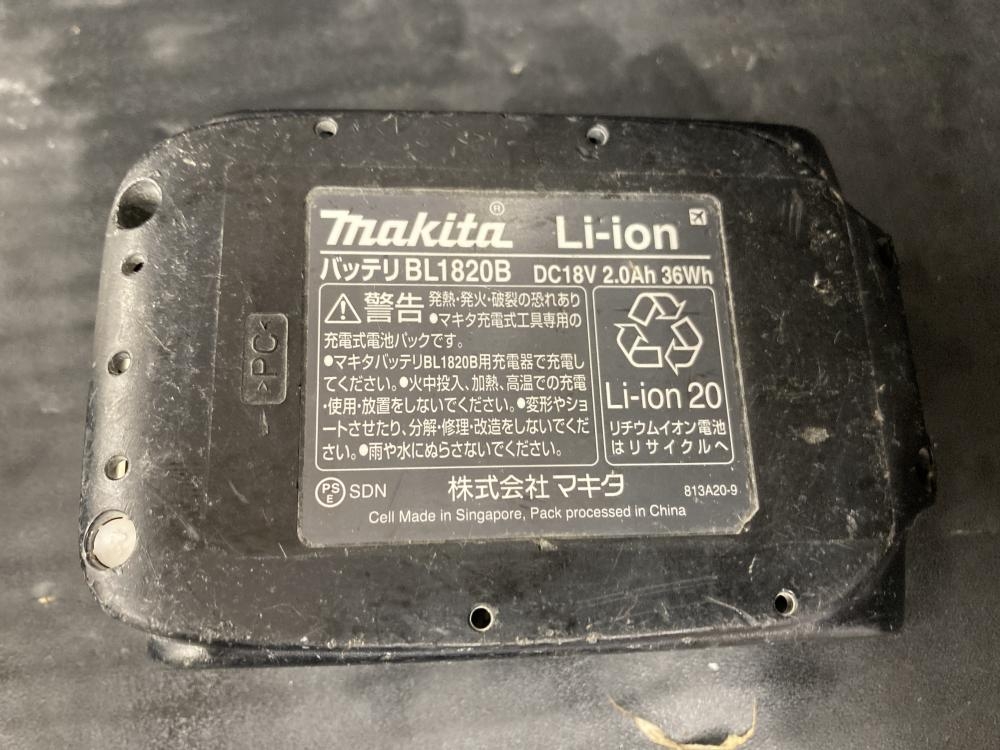 makita® Li-ion
バッテリ BL1820B DC18V 2.0Ah 36Wh
警告 発熱・発火・破裂の恐れあり
●マキタ充電式工具専用の
充電式電池パックです。
●マキタバッテリBL1820B用充電器で充電し
てください。●火中投入、加熱、高温での充電
・使用・放置をしないでください。●変形やショ
ートさせたり、分解・修理・改造をしないでくだ
さい。●雨や水にぬらさないでください。
Li-ion 20
リチウムイオン電池
はリサイクルへ
PS
E
SDN 株式会社マキタ 813A20-9
Cell Made in Singapore, Pack processed in China
>PC<